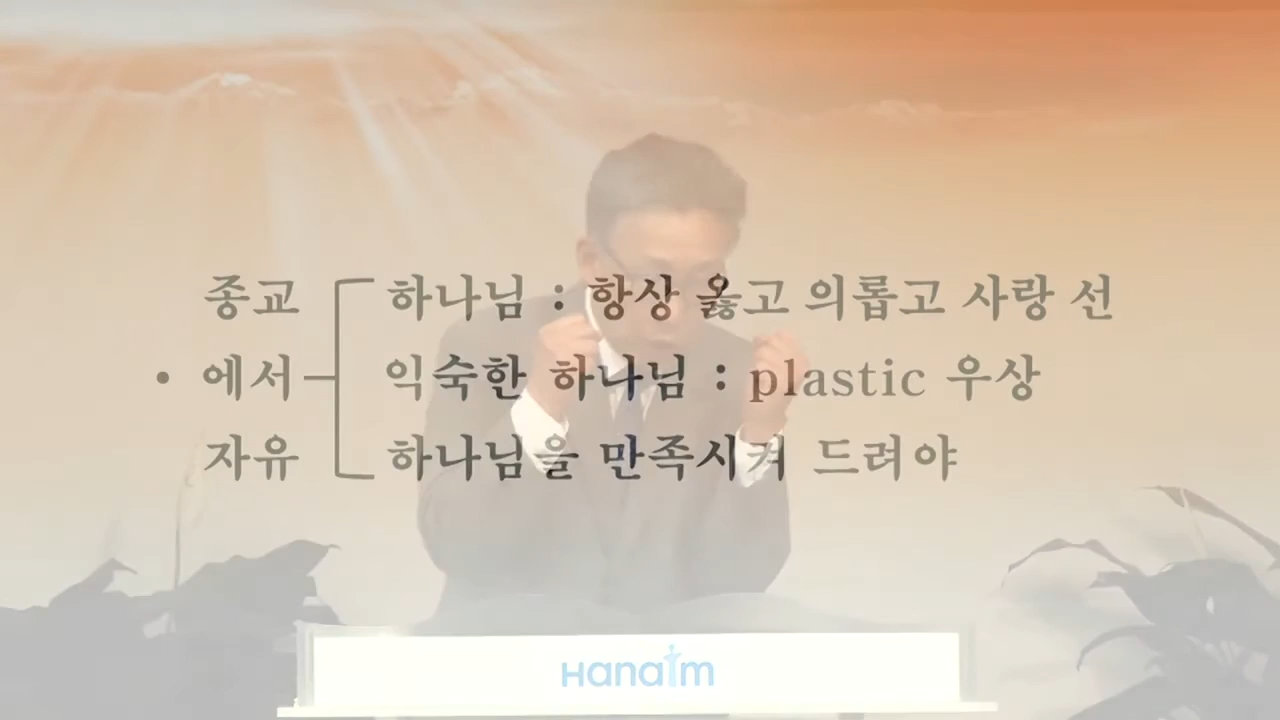 종교 하나님 : 항상 옳고 의롭고 사랑 선
• 에서 익숙한 하나님 : plastic 우상
자유 하나님을 만족시켜 드려야
Hanaim